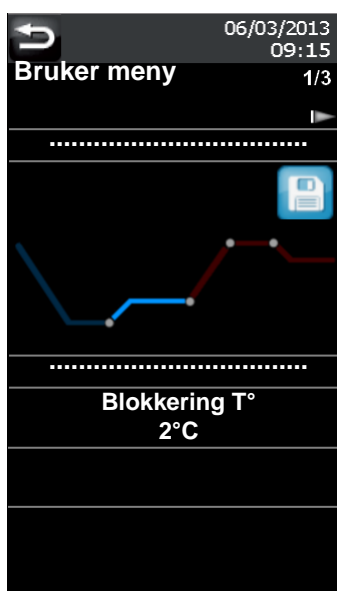 06/03/2013
09:15
Bruker meny
1/3
Blokkering T°
2°C